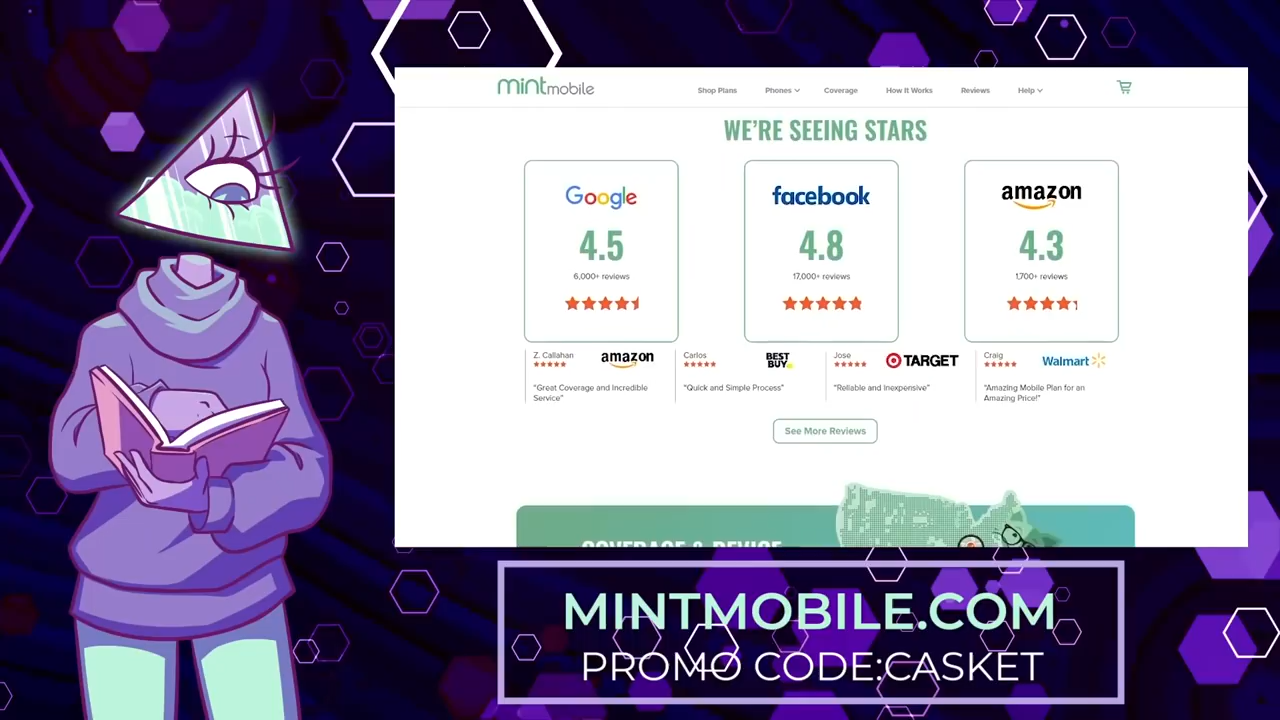 mintmobile
Shop Plans Phones Coverage How It Works Reviews Help
WE'RE SEEING STARS
Google
4.5
6,000+ reviews
facebook
4.8
17,000+ reviews
amazon
4.3
1,700+ reviews
Z. Callahan
amazon
"Great Coverage and Incredible
Service"
Carlos
BEST
BUY
"Quick and Simple Process"
Jose
TARGET
"Reliable and Inexpensive"
Craig
Walmart
"Amazing Mobile Plan for an
Amazing Price!"
See More Reviews
COVERAGE & DEVICE
MINTMOBILE.COM
PROMO CODE:CASKET